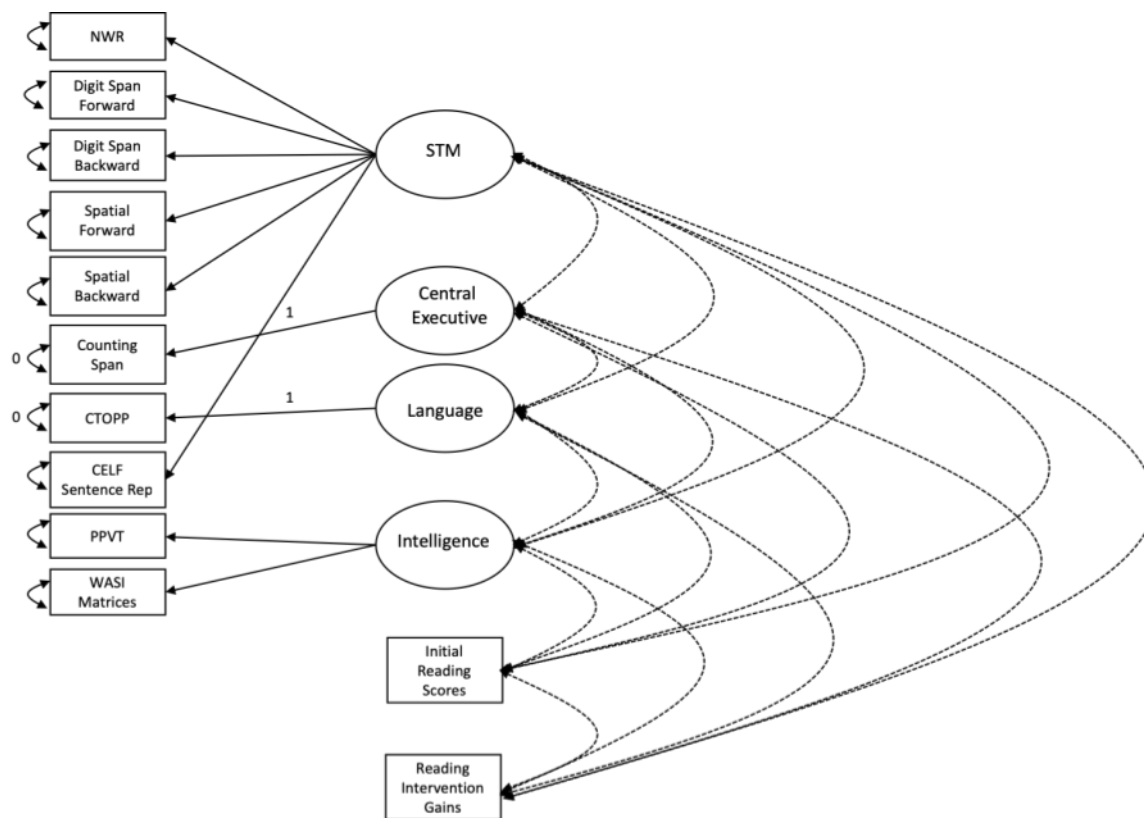 NWR
Digit Span
Forward
Digit Span
Backward
Spatial
Forward
Spatial
Backward
0
Counting
Span
0
CTOPP
CELF
Sentence Rep
PPVT
WASI
Matrices
1
1
STM
Central
Executive
Language
Intelligence
Initial
Reading
Scores
Reading
Intervention
Gains